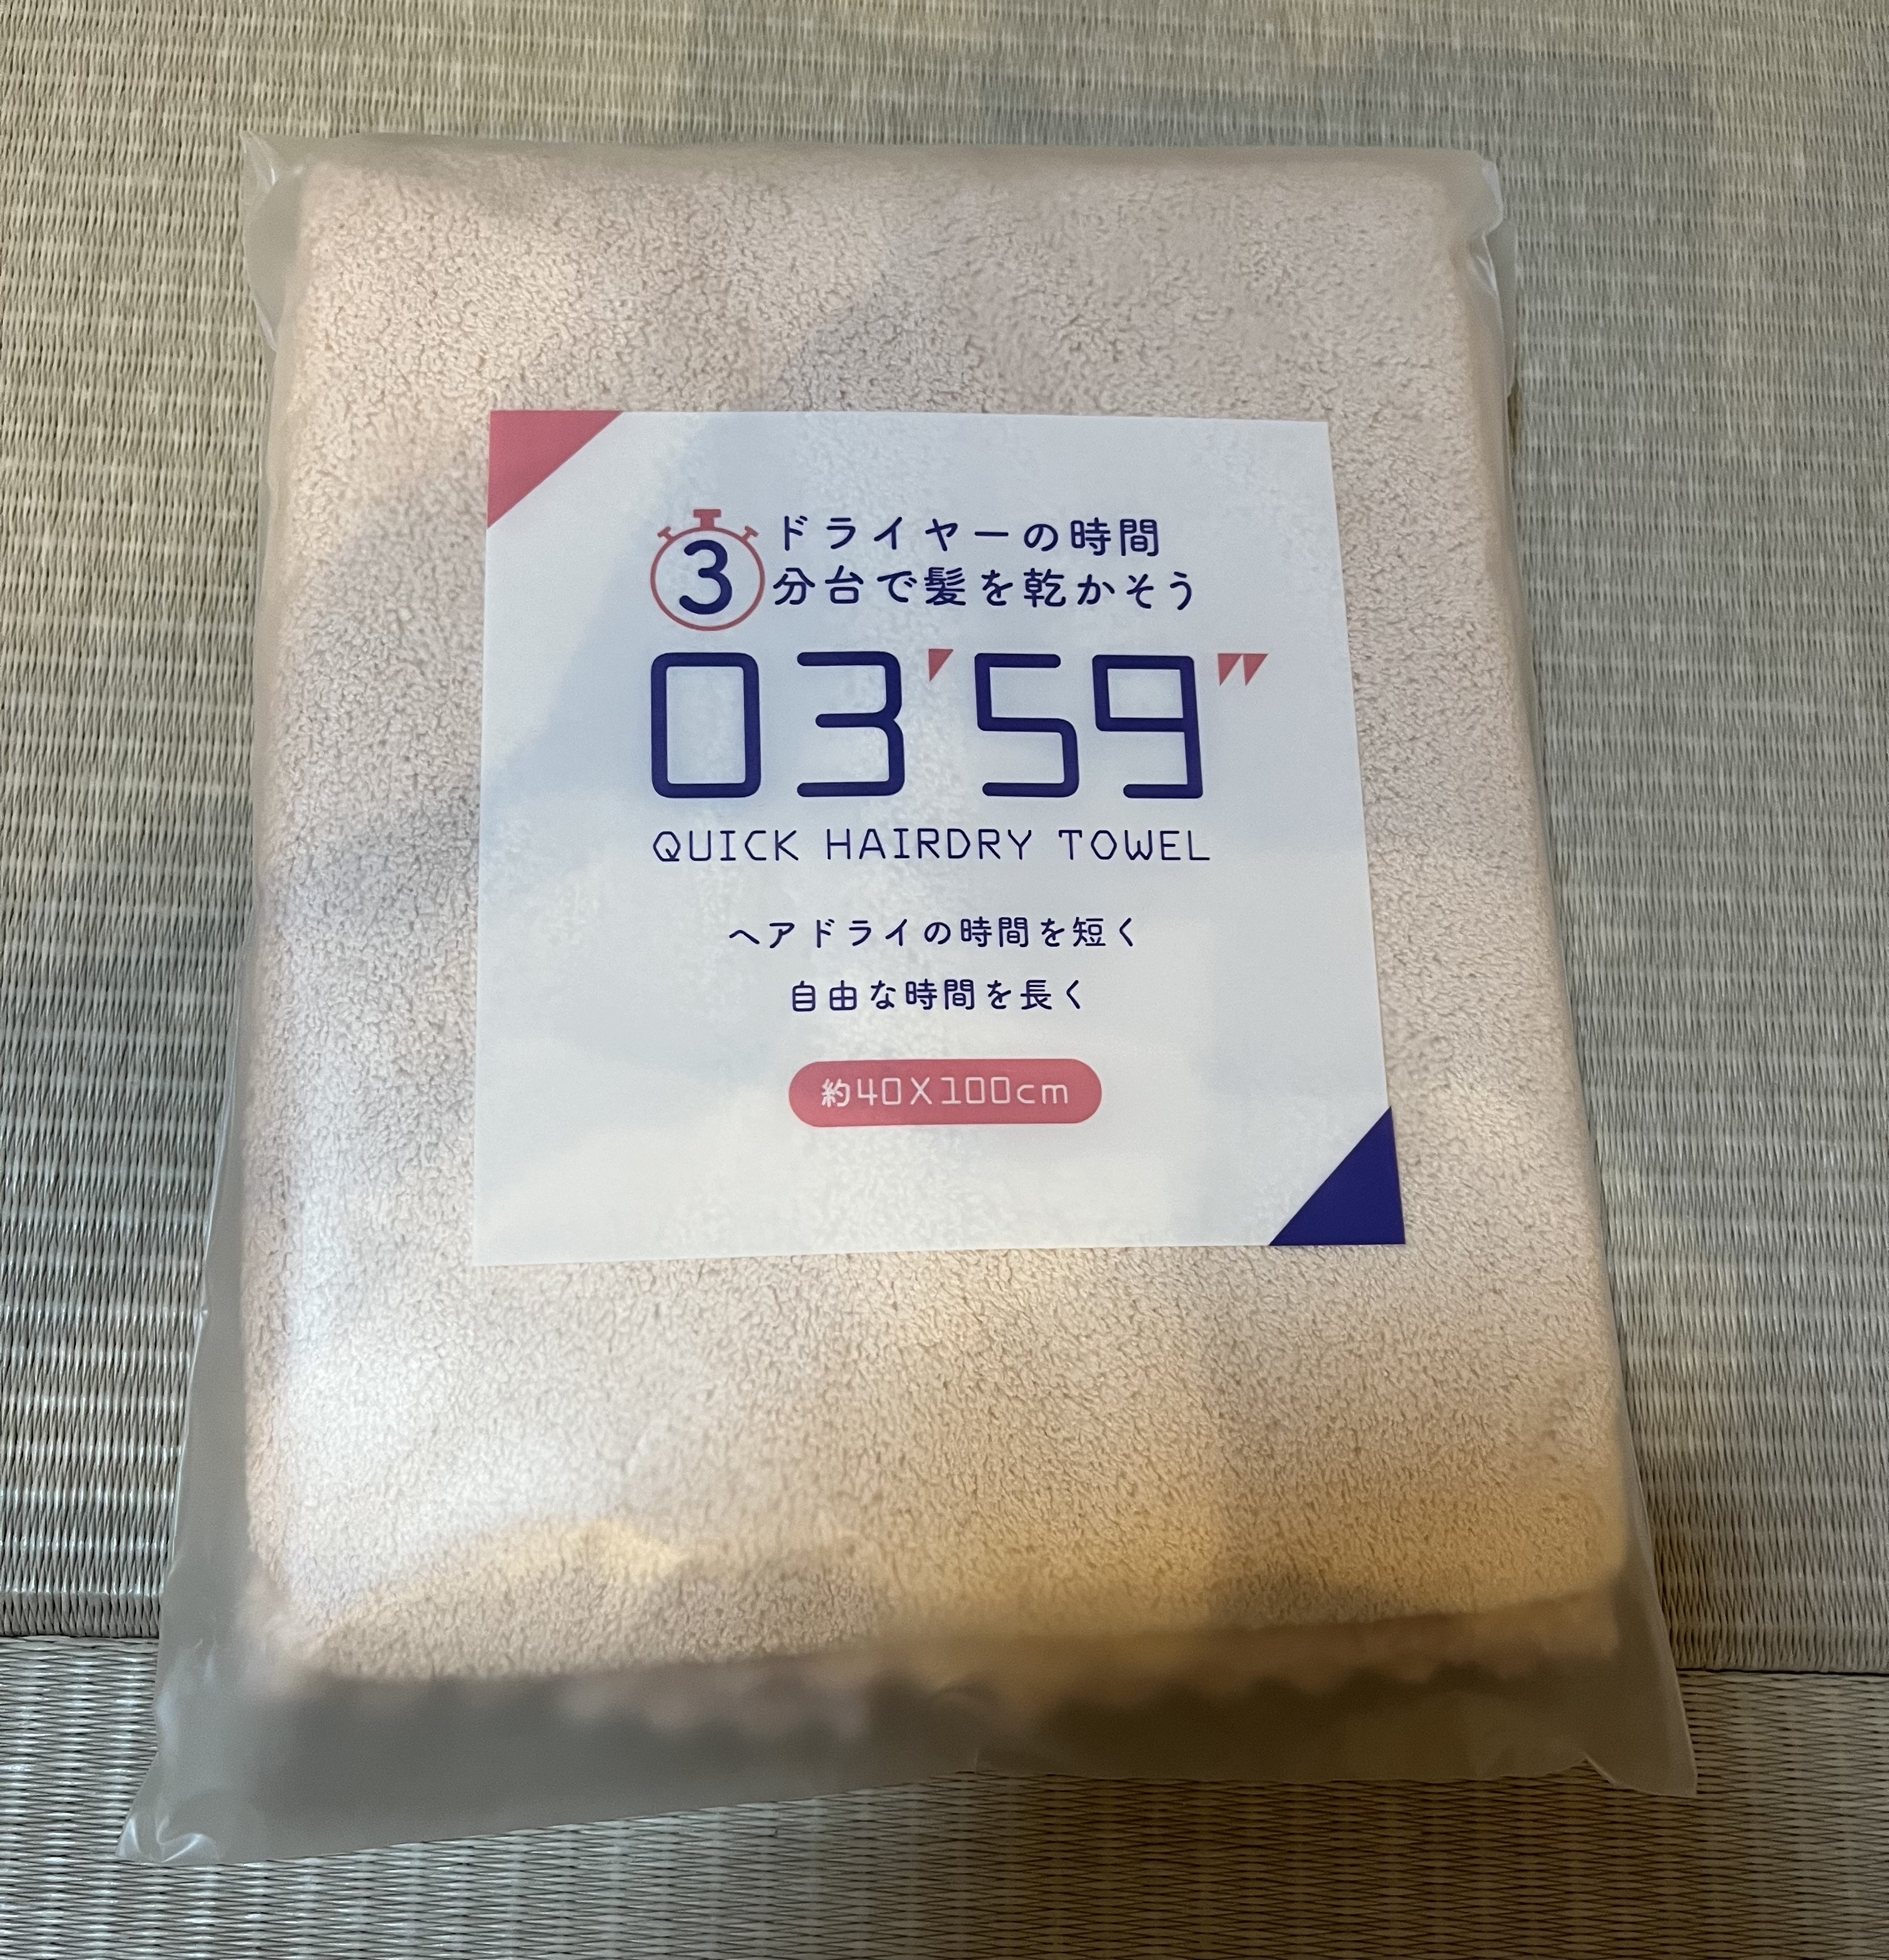 ドライヤーの時間
3分台で髪を乾かそう
03'59"
QUICK HAIRDRY TOWEL
ヘアドライの時間を短く
自由な時間を長く
約40X100cm